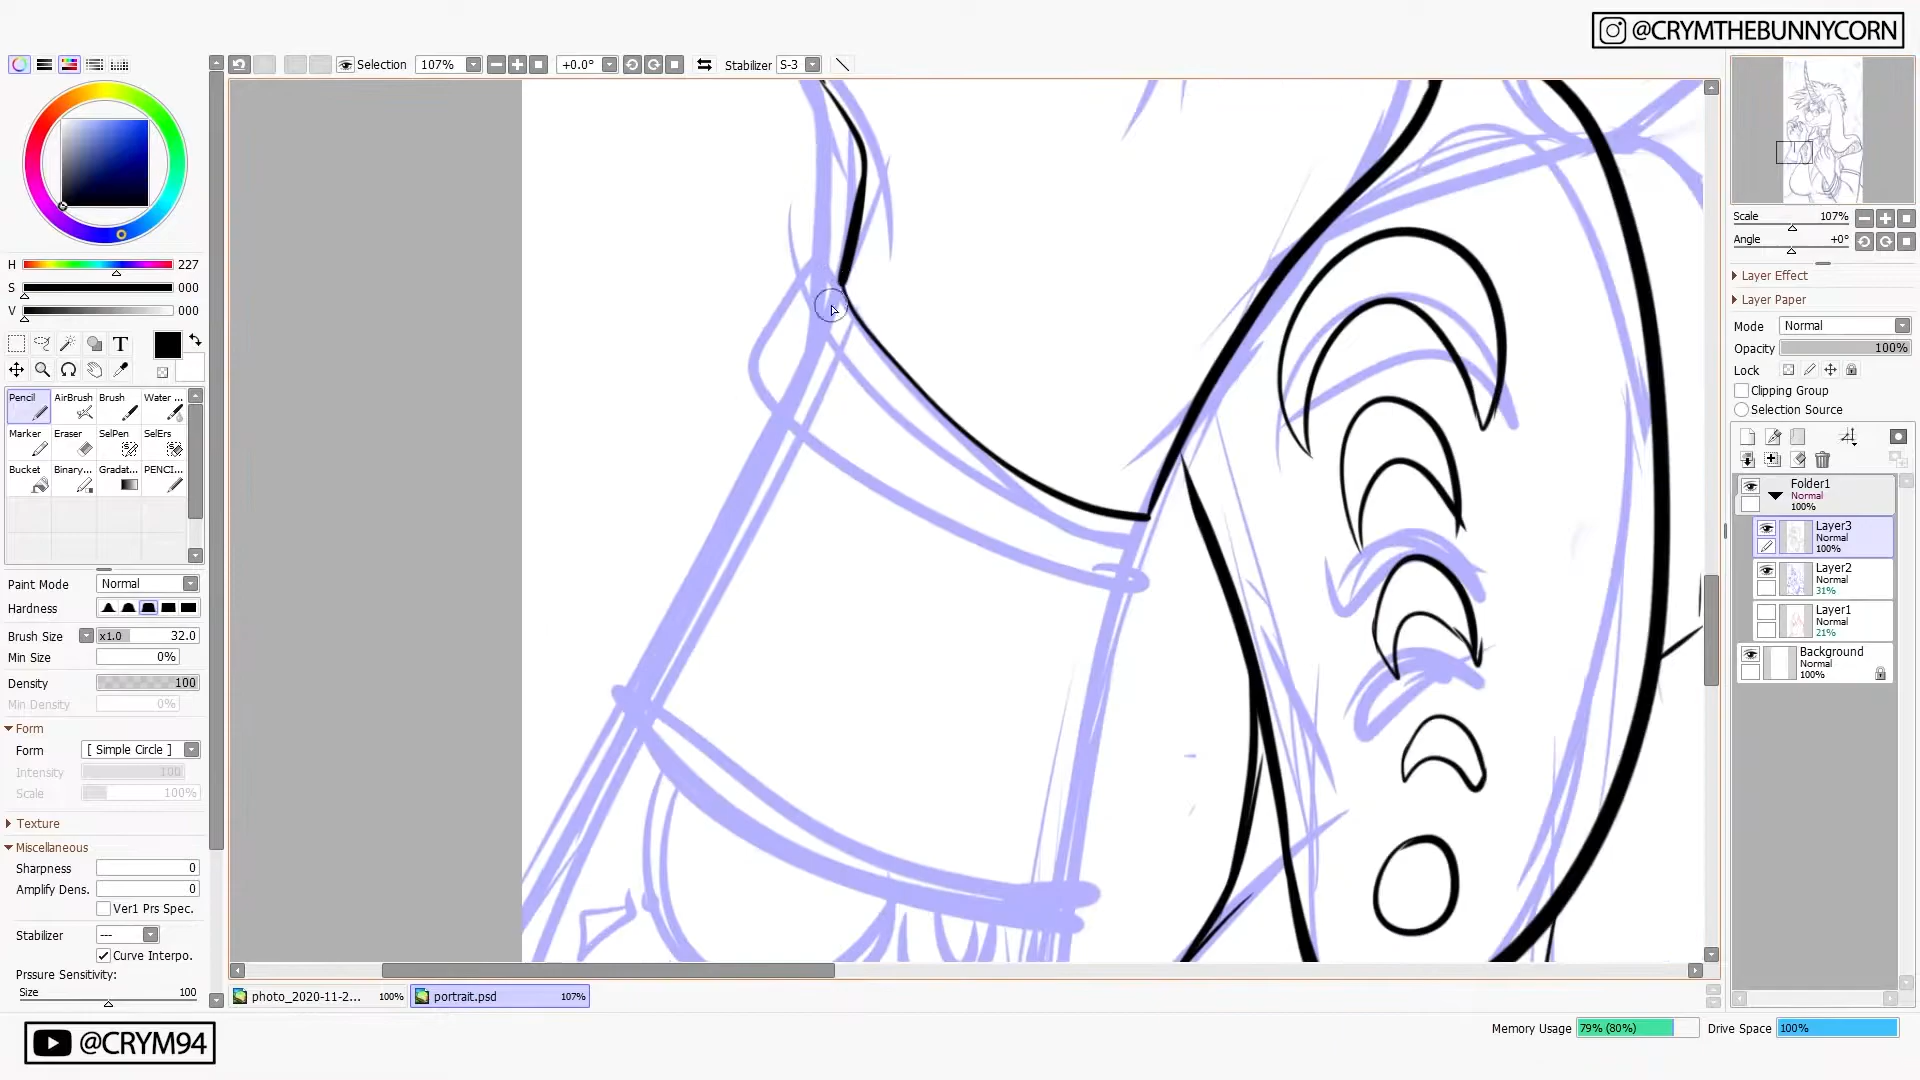 @CRYMTHEBUNNYCORN
Selection 107% +0.0° Stabilizer S-3
H 227
S 000
V 000
T
Pencil AirBrush Brush Water ...
Marker Eraser SelPen SelErs
Bucket Binary... Gradat... PENCI...
Paint Mode Normal
Hardness
Brush Size x1.0 32.0
Min Size 0%
Density 100
Min Density 0%
Form
Form [ Simple Circle ]
Intensity 100
Scale 100%
Texture
Miscellaneous
Sharpness 0
Amplify Dens. 0
Ver1 Prs Spec.
Stabilizer ---
Curve Interpo.
Prssure Sensitivity:
Size 100
Scale 107%
Angle +0°
Layer Effect
Layer Paper
Mode Normal
Opacity 100%
Lock
Clipping Group
Selection Source
Folder1
Normal
100%
Layer3
Normal
100%
Layer2
Normal
31%
Layer1
Normal
21%
Background
Normal
100%
photo_2020-11-2... 100% portrait.psd 107%
Memory Usage 79% (80%) Drive Space 100%
@CRYM94